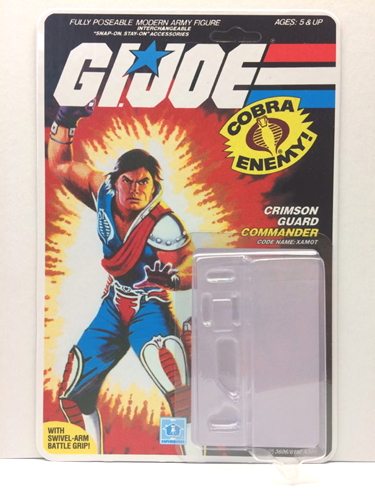 FULLY POSEABLE MODERN ARMY FIGURE
INTERCHANGEABLE
"SNAP-ON, STAY-ON" ACCESSORIES
AGES: 5 & UP
G.I.JOE
COBRA
ENEMY!
CRIMSON
GUARD
COMMANDER
CODE NAME: XAMOT
WITH
SWIVEL-ARM
BATTLE GRIP!